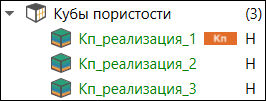 Кубы пористости (3)
Кп_реализация_1 Кп Н
Кп_реализация_2 Н
Кп_реализация_3 Н